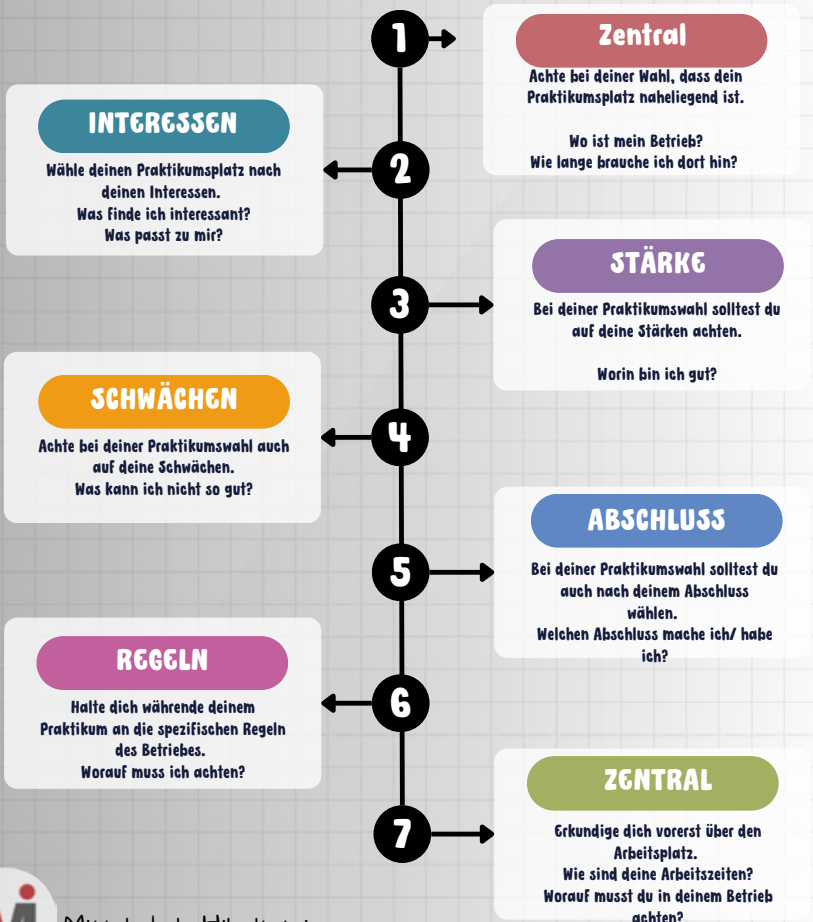 1
Zentral
Achte bei deiner Wahl, dass dein
Praktikumsplatz naheliegend ist.
Wo ist mein Betrieb?
Wie lange brauche ich dort hin?
2
INTERESSEN
Wähle deinen Praktikumsplatz nach
deinen Interessen.
Was finde ich interessant?
Was passt zu mir?
3
STÄRKE
Bei deiner Praktikumswahl solltest du
auf deine Stärken achten.
Worin bin ich gut?
4
SCHWÄCHEN
Achte bei deiner Praktikumswahl auch
auf deine Schwächen.
Was kann ich nicht so gut?
5
ABSCHLUSS
Bei deiner Praktikumswahl solltest du
auch nach deinem Abschluss
wählen.
Welchen Abschluss mache ich/ habe
ich?
6
REGELN
Halte dich währende deinem
Praktikum an die spezifischen Regeln
des Betriebes.
Worauf muss ich achten?
7
ZENTRAL
Erkundige dich vorerst über den
Arbeitsplatz.
Wie sind deine Arbeitszeiten?
Worauf musst du in deinem Betrieb
achten?